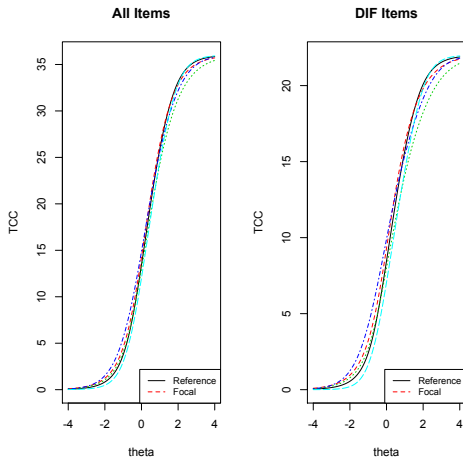 All Items
TCC
0 5 10 15 20 25 30 35
-4 -2 0 2 4
theta
Reference
Focal
DIF Items
TCC
0 5 10 15 20
-4 -2 0 2 4
theta
Reference
Focal